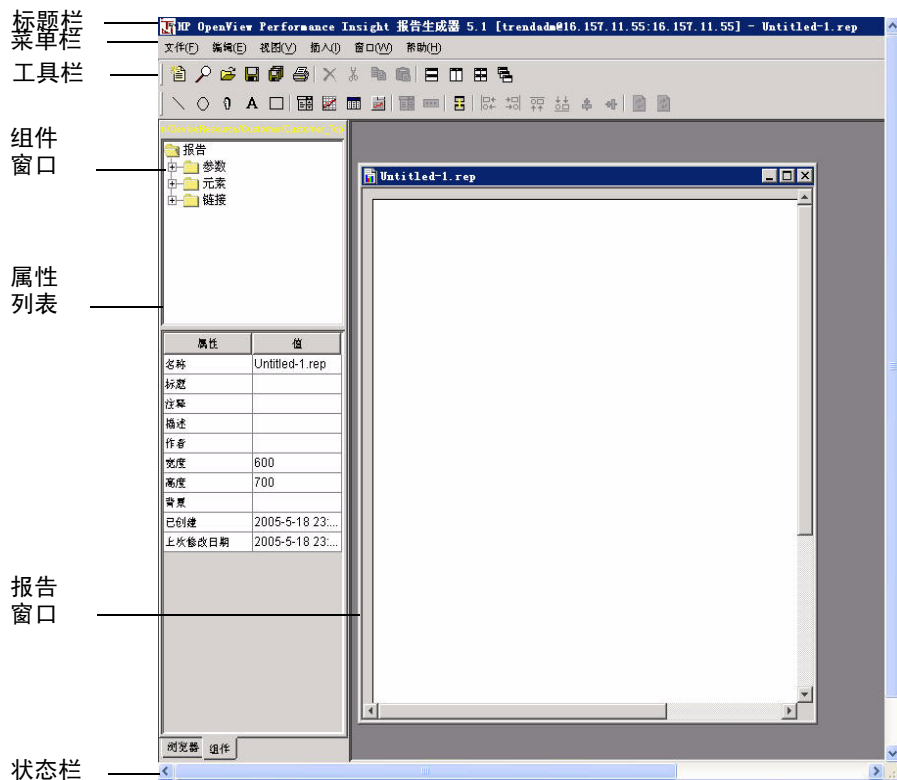 标题栏
HP OpenView Performance Insight 报告生成器 5.1 [trendadm@16.157.11.55:16.157.11.55] - Untitled-1.rep
菜单栏
文件(F) 编辑(E) 视图(V) 插入(I) 窗口(W) 帮助(H)
工具栏
组件
窗口
报告
参数
元素
链接
Untitled-1.rep
属性
列表
属性 值
名称 Untitled-1.rep
标题
注释
描述
作者
宽度 600
高度 700
背景
已创建 2005-5-18 23:...
上次修改日期 2005-5-18 23:...
报告
窗口
浏览器 组件
状态栏